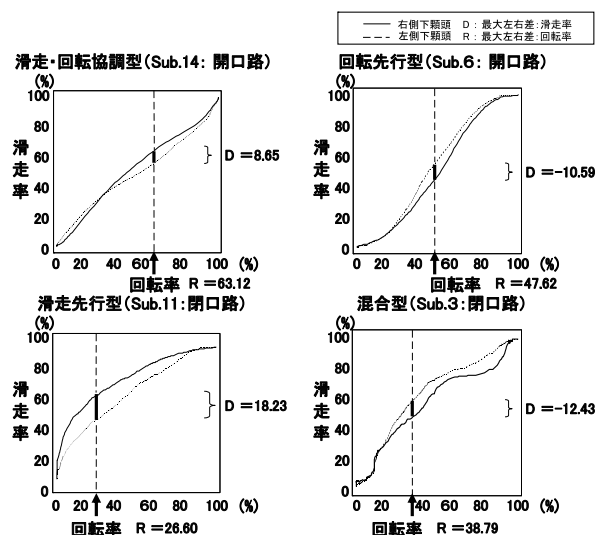 右側下顎頭 D：最大左右差：滑走率
左側下顎頭 R：最大左右差：回転率
滑走・回転協調型（Sub.14： 開口路）
(%)
100
80
60
40
20
0
滑走率
D ＝8.65
0 20 40 60 80 100 (%)
回転率 R ＝63.12
回転先行型（Sub.6： 開口路）
(%)
100
80
60
40
20
0
滑走率
D ＝-10.59
0 20 40 60 80 100 (%)
回転率 R ＝47.62
滑走先行型（Sub.11：閉口路）
(%)
100
80
60
40
20
0
滑走率
D ＝18.23
0 20 40 60 80 100 (%)
回転率 R ＝26.60
混合型（Sub.3：閉口路）
(%)
100
80
60
40
20
0
滑走率
D ＝-12.43
0 20 40 60 80 100 (%)
回転率 R ＝38.79